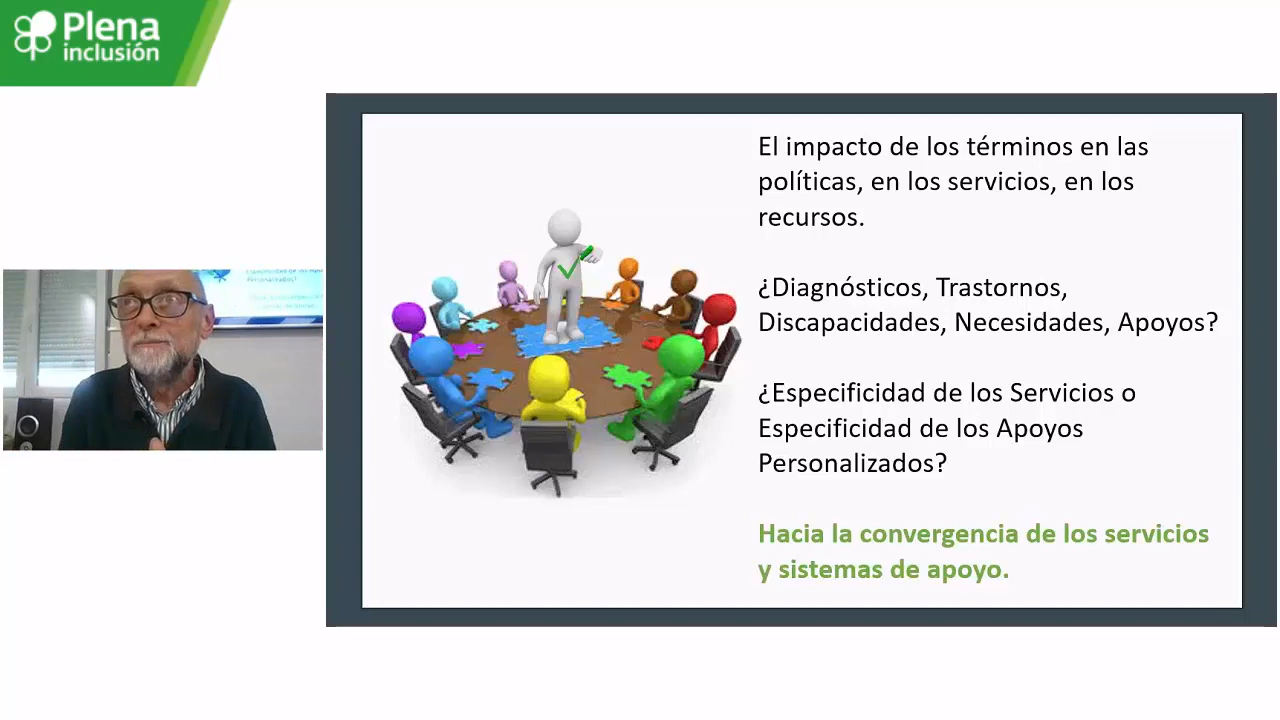 Plena
inclusión
El impacto de los términos en las
políticas, en los servicios, en los
recursos.
¿Diagnósticos, Trastornos,
Discapacidades, Necesidades, Apoyos?
¿Especificidad de los Servicios o
Especificidad de los Apoyos
Personalizados?
Hacia la convergencia de los servicios
y sistemas de apoyo.
Personalizados?